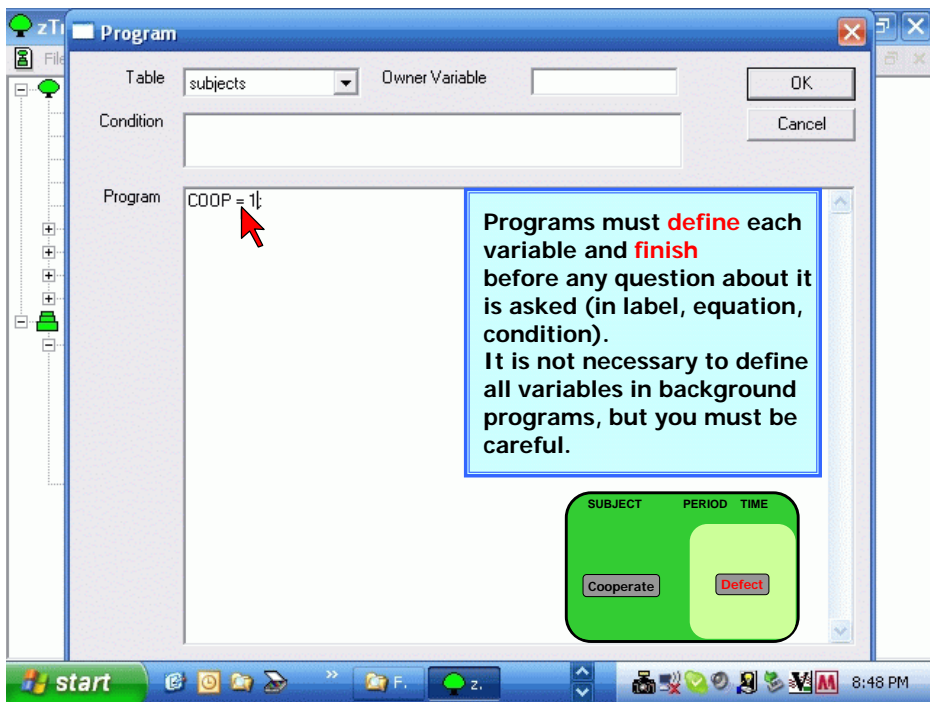 zTr
Program
File
Table
subjects
Owner Variable
OK
Condition
Cancel
Program
COOP = 1;
Programs must define each
variable and finish
before any question about it
is asked (in label, equation,
condition).
It is not necessary to define
all variables in background
programs, but you must be
careful.
SUBJECT PERIOD TIME
Cooperate Defect
start
»
F.
z.
8:48 PM